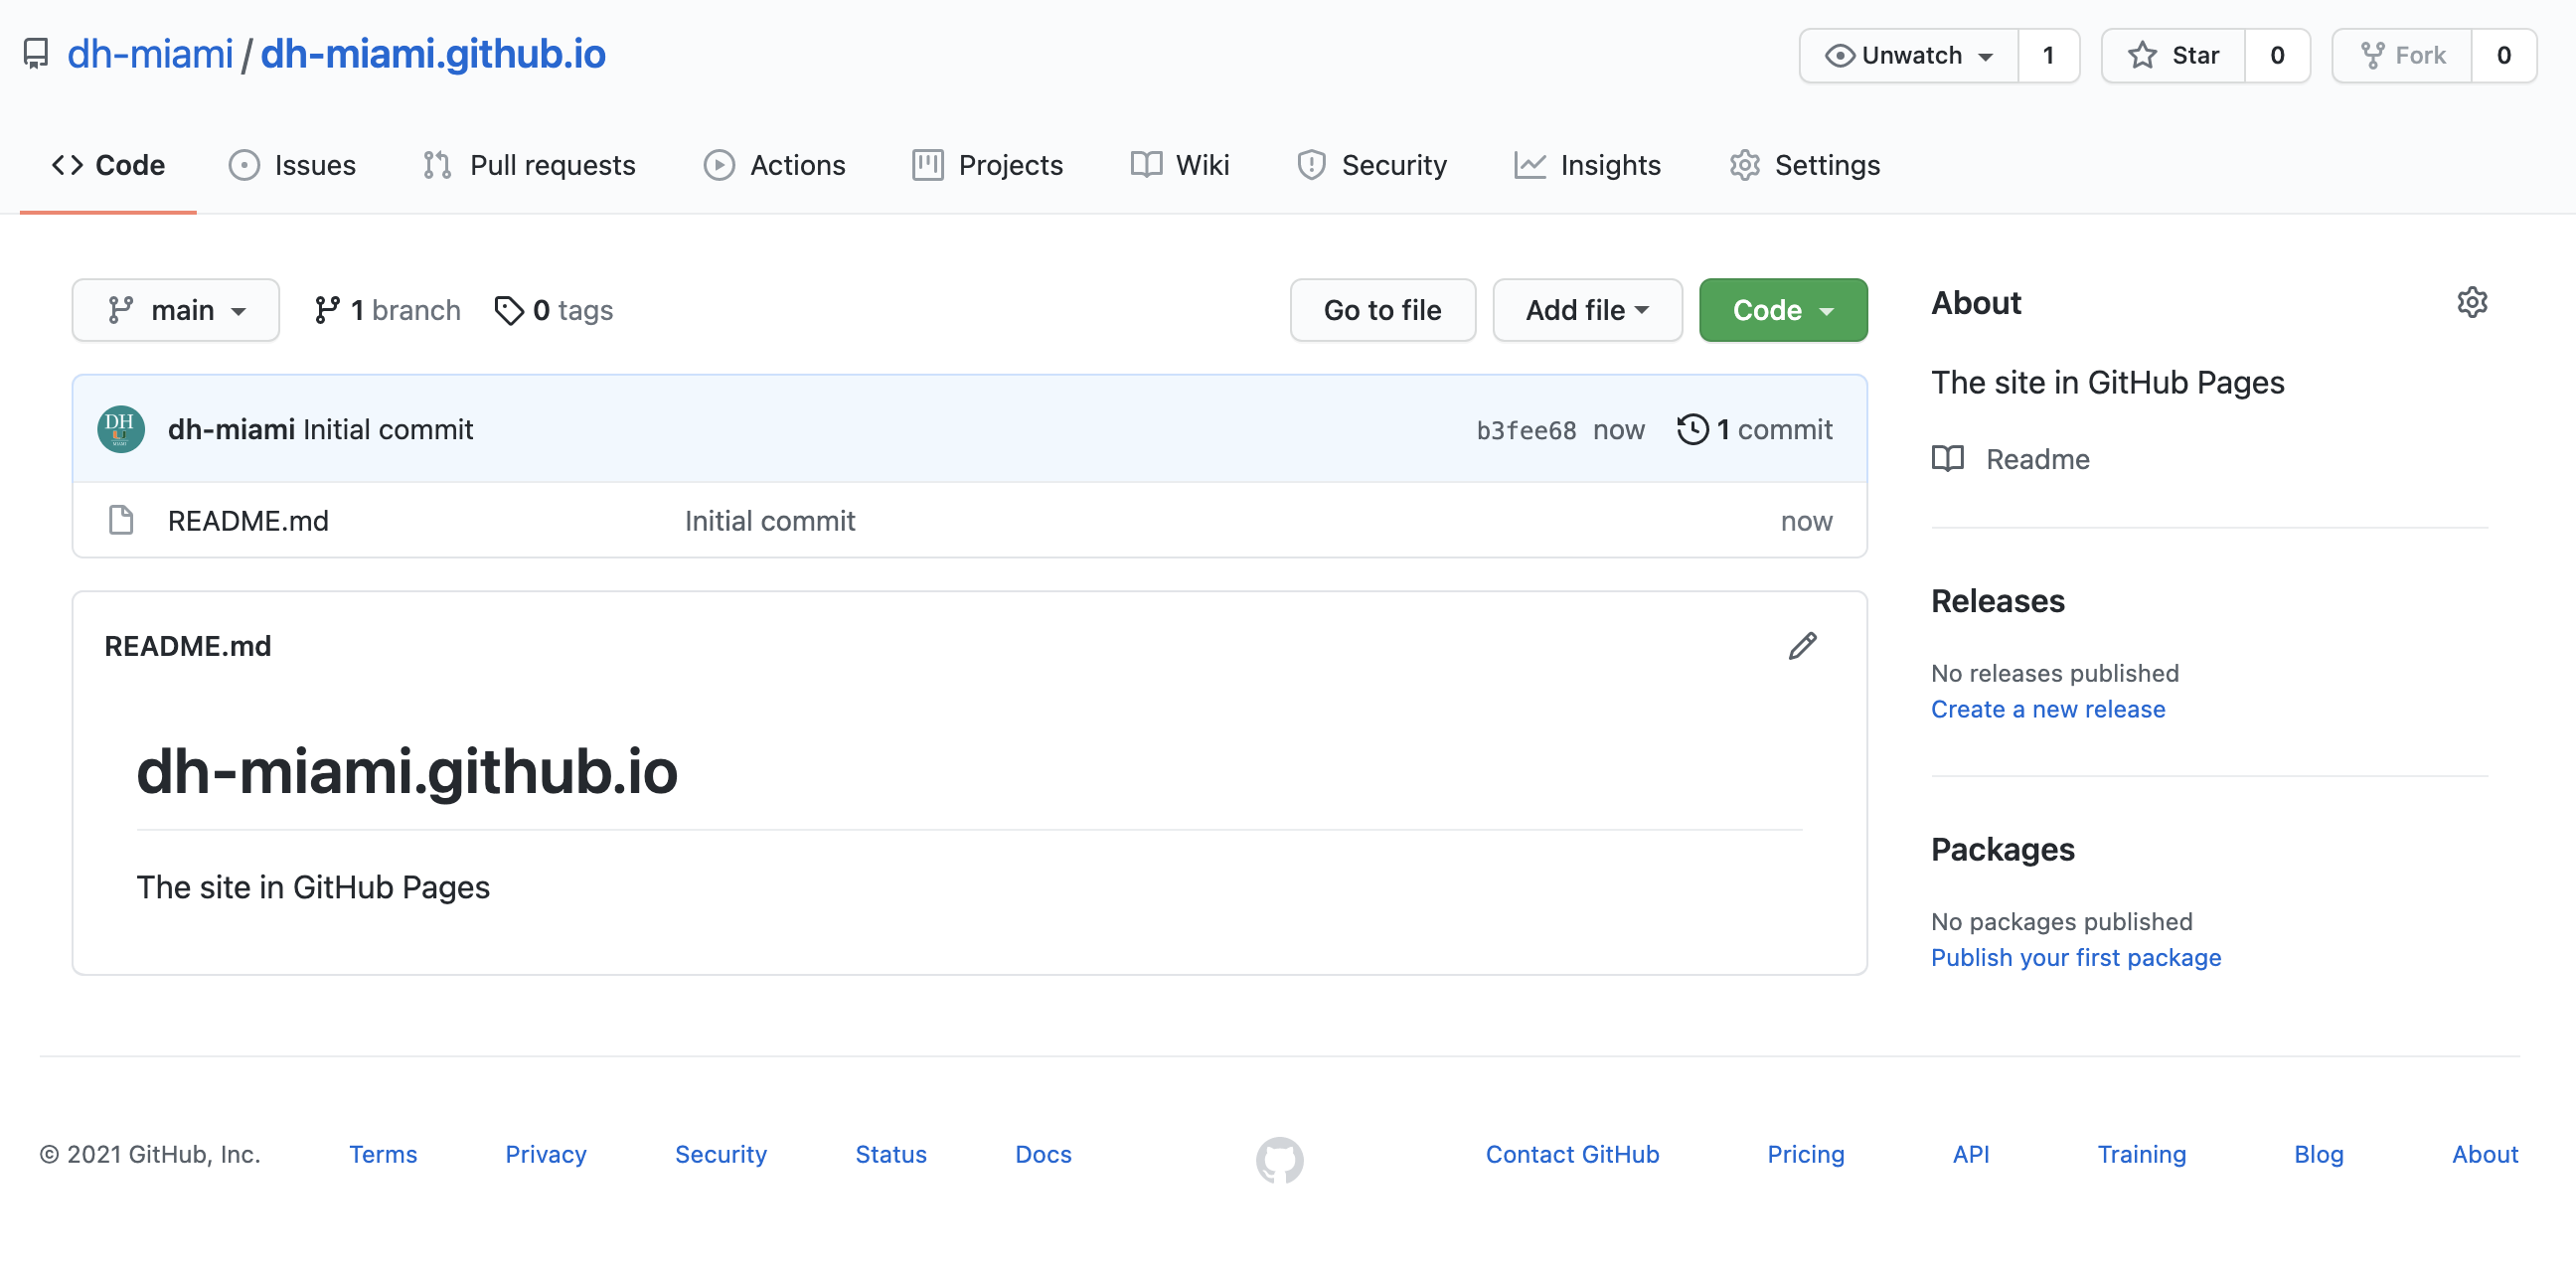 dh-miami / dh-miami.github.io
Unwatch 1 Star 0 Fork 0
Code Issues Pull requests Actions Projects Wiki Security Insights Settings
main 1 branch 0 tags Go to file Add file Code
DH
dh-miami Initial commit b3fee68 now 1 commit
README.md Initial commit now
README.md
dh-miami.github.io
The site in GitHub Pages
About
The site in GitHub Pages
Readme
Releases
No releases published
Create a new release
Packages
No packages published
Publish your first package
© 2021 GitHub, Inc. Terms Privacy Security Status Docs Contact GitHub Pricing API Training Blog About